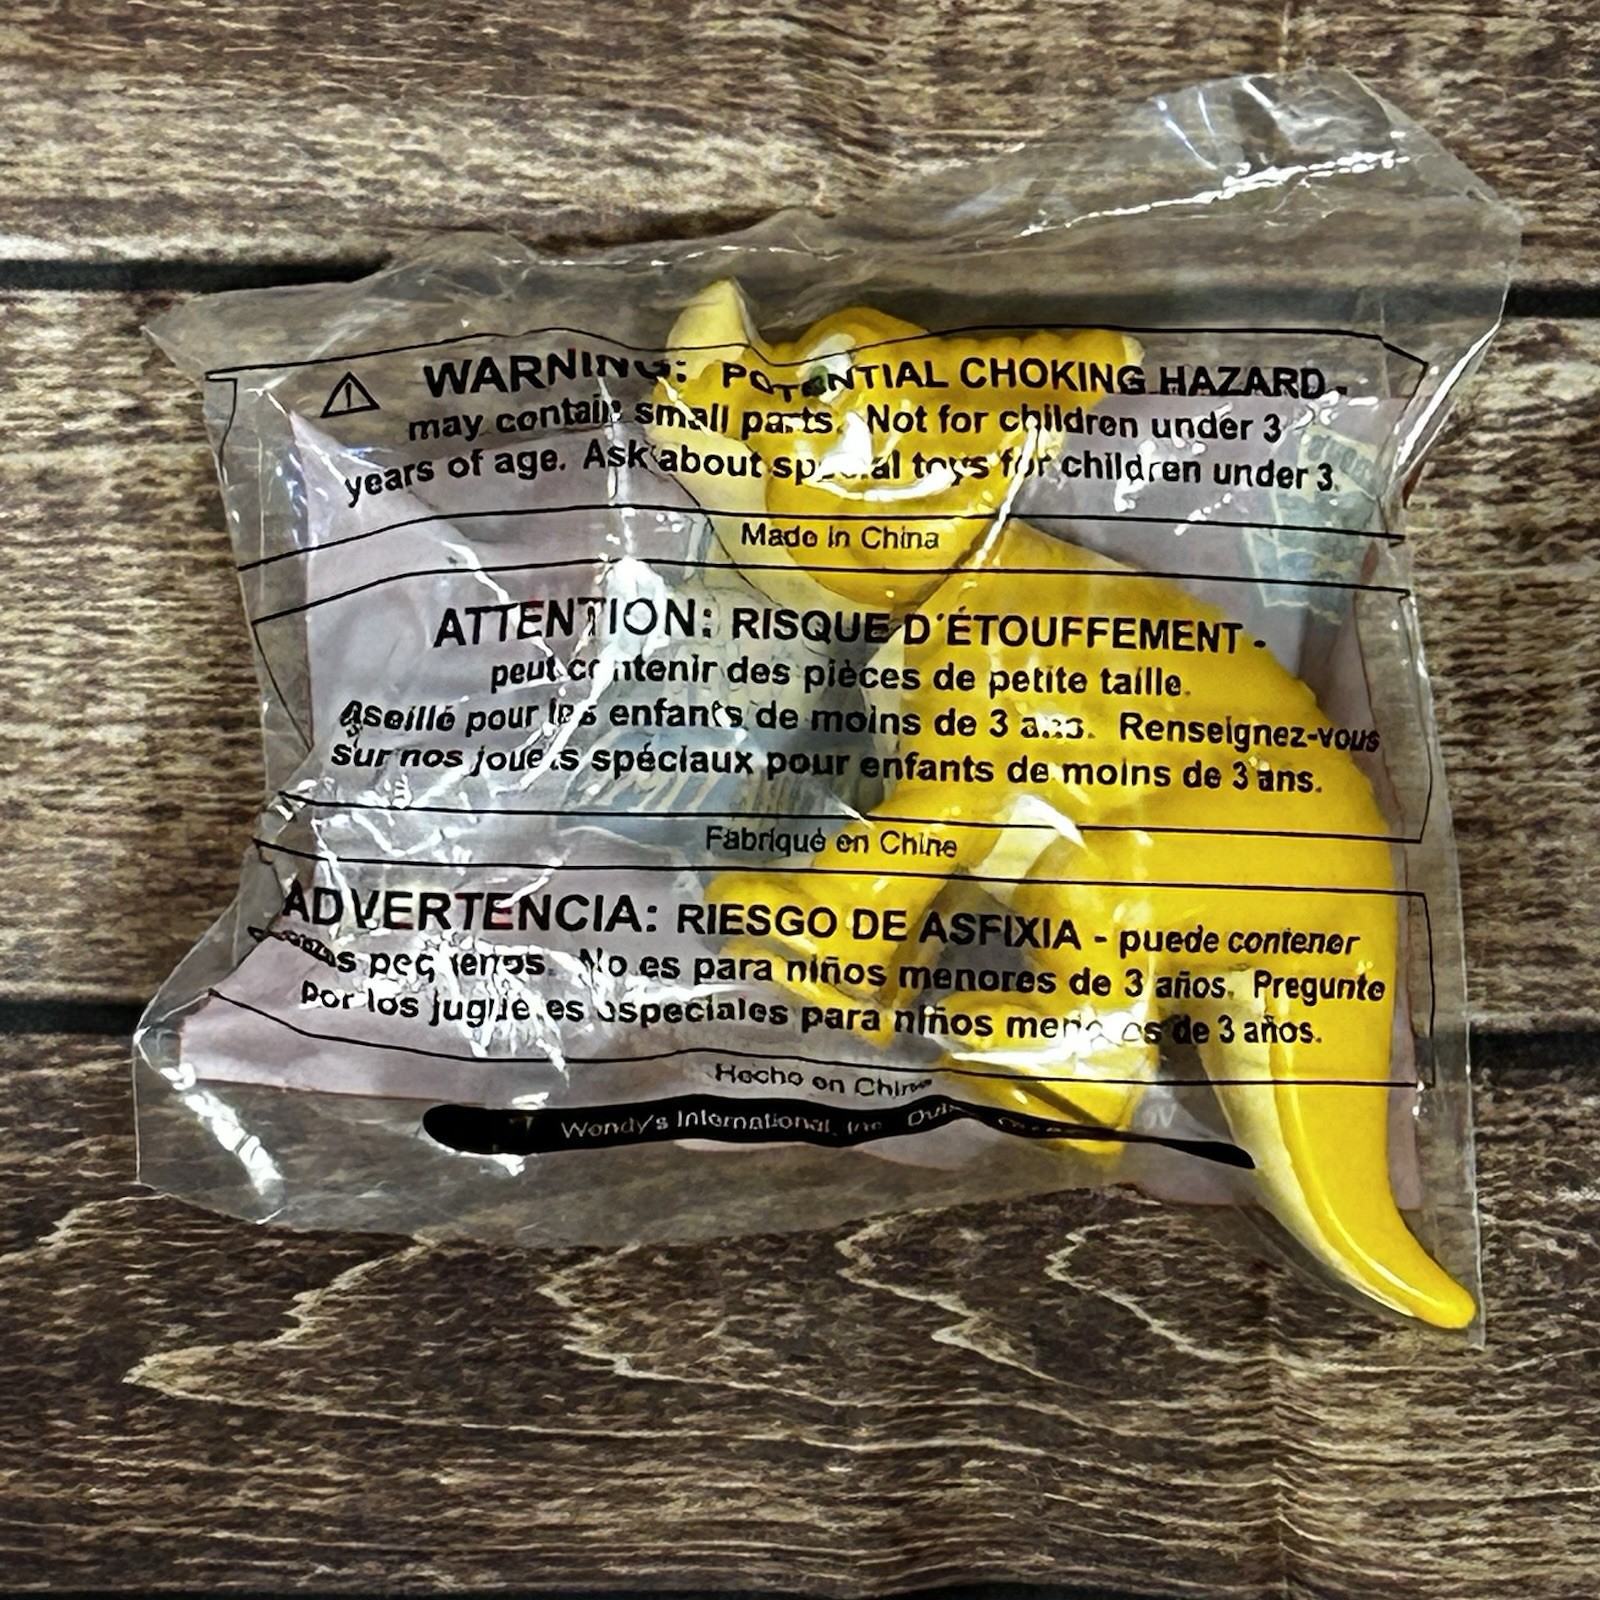 WARNING: POTENTIAL CHOKING HAZARD -
may contain small parts. Not for children under 3
years of age. Ask about special toys for children under 3.
Made in China
ATTENTION: RISQUE D'ÉTOUFFEMENT -
peut contenir des pièces de petite taille.
pour les enfants de moins de 3 ans. Renseignez-vous
sur nos jouets spéciaux pour enfants de moins de 3 ans.
Fabriqué en Chine
ADVERTENCIA: RIESGO DE ASFIXIA - puede contener
pequeños. No es para niños menores de 3 años. Pregunte
por los juguetes especiales para niños menores de 3 años.
Hecho en China
Wendy's International, Inc.